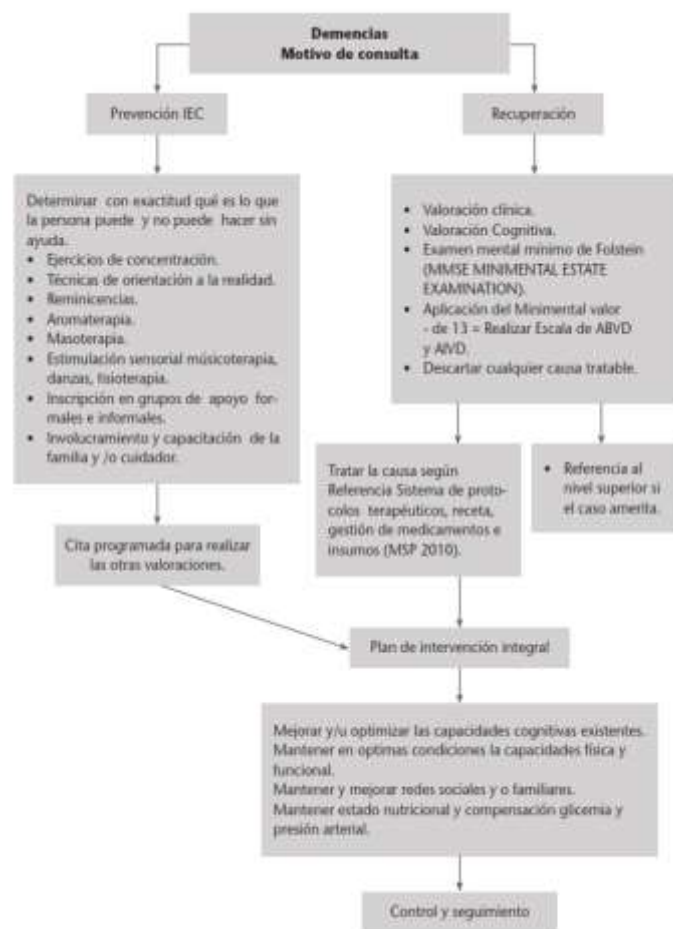 Demencias
Motivo de consulta
Prevención IEC
Recuperación
Determinar con exactitud qué es lo que
la persona puede y no puede hacer sin
ayuda.
• Ejercicios de concentración.
• Técnicas de orientación a la realidad.
• Reminicencias.
• Aromaterapia.
• Masoterapia.
• Estimulación sensorial músicoterapia,
danzas, fisioterapia.
• Inscripción en grupos de apoyo for-
males e informales.
• Involucramiento y capacitación de la
familia y /o cuidador.
• Valoración clínica.
• Valoración Cognitiva.
• Examen mental mínimo de Folstein
(MMSE MINIMENTAL ESTATE
EXAMINATION).
• Aplicación del Minimental valor
- de 13 = Realizar Escala de ABVD
y AIVD.
• Descartar cualquier causa tratable.
Cita programada para realizar
las otras valoraciones.
Tratar la causa según
Referencia Sistema de proto-
colos terapéuticos, receta,
gestión de medicamentos e
insumos (MSP 2010).
• Referencia al
nivel superior si
el caso amerita.
Plan de intervención integral
Mejorar y/u optimizar las capacidades cognitivas existentes.
Mantener en optimas condiciones la capacidades física y
funcional.
Mantener y mejorar redes sociales y o familiares.
Mantener estado nutricional y compensación glicemia y
presión arterial.
Control y seguimiento